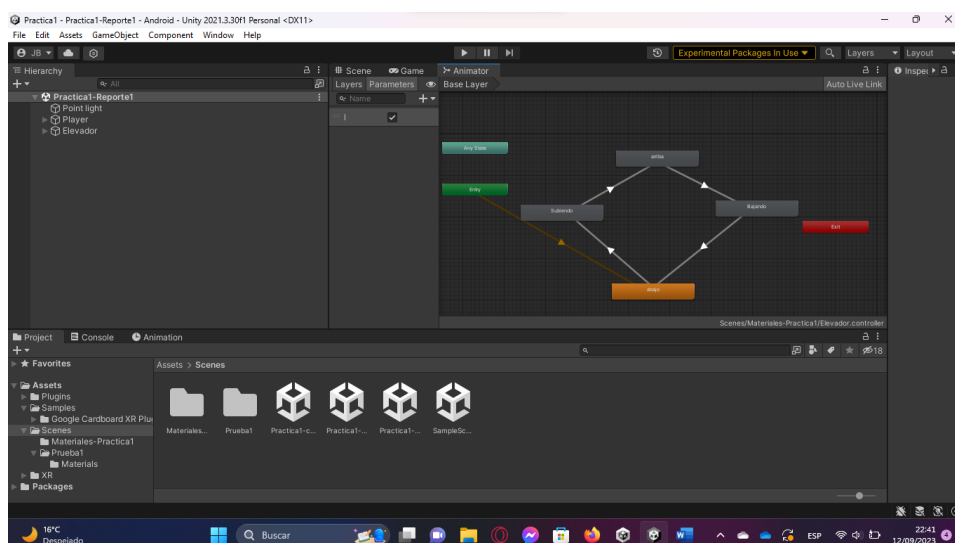 Practica1 - Practica1-Reporte1 - Android - Unity 2021.3.30f1 Personal <DX11>
File Edit Assets GameObject Component Window Help
JB
Experimental Packages In Use
Layers
Layout
Hierarchy
Scene
Game
Animator
Inspec
All
Layers Parameters
Base Layer
Auto Live Link
Practica1-Reporte1
Name
Point light
Player
Elevador
Any State
arriba
Entry
Subiendo
Bajando
Exit
abajo
Scenes/Materiales-Practica1/Elevador.controller
Project
Console
Animation
18
Favorites
Assets > Scenes
Assets
Plugins
Samples
Google Cardboard XR Plu
Scenes
Materiales-Practica1
Prueba1
Materials
XR
Packages
Materiales...
Prueba1
Practica1-c...
Practica1-...
Practica1-...
SampleSc...
16°C
Despejado
Buscar
ESP
22:41
12/09/2023
4